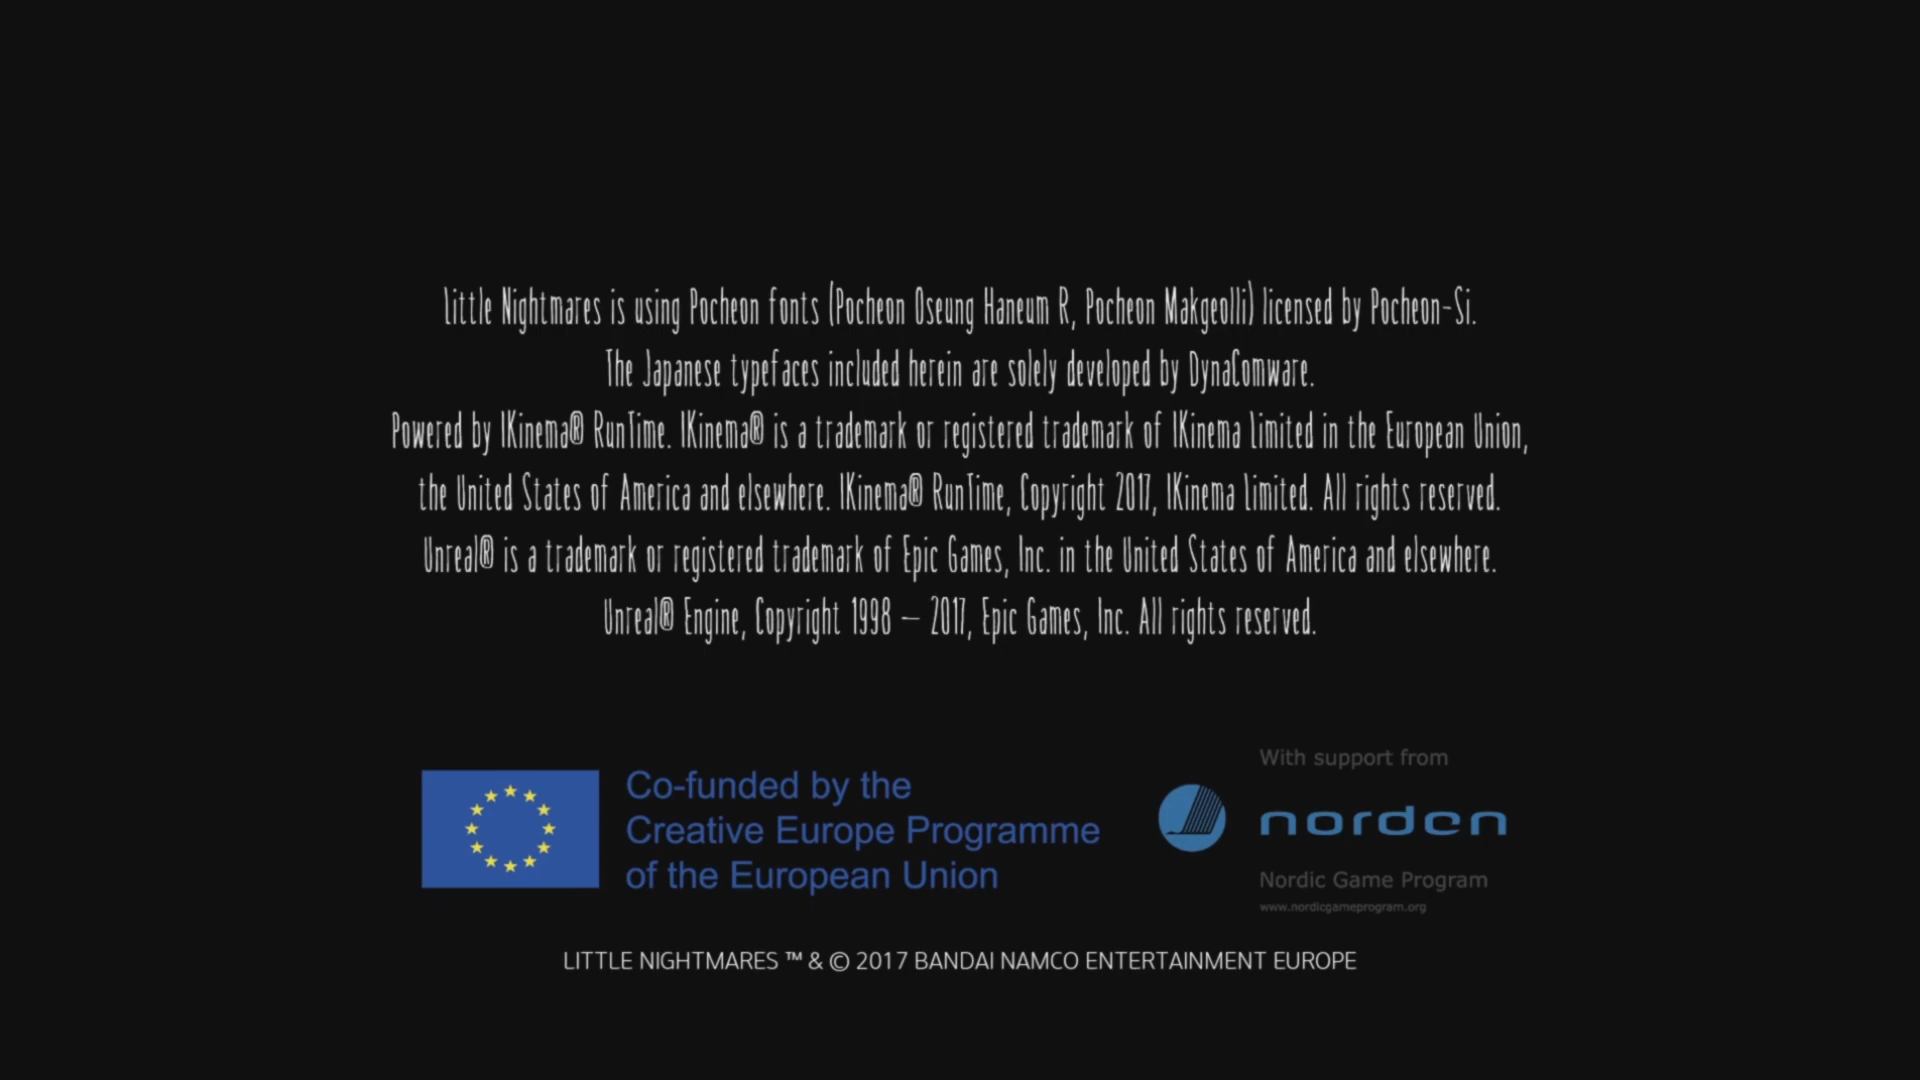 Little Nightmares is using Pocheon fonts (Pocheon Oseung Haneum R, Pocheon Makgeolli) licensed by Pocheon-Si.
The Japanese typefaces included herein are solely developed by DynaComware.
Powered by IKinema® RunTime. IKinema® is a trademark or registered trademark of IKinema Limited in the European Union,
the United States of America and elsewhere. IKinema® RunTime, Copyright 2017, IKinema Limited. All rights reserved.
Unreal® is a trademark or registered trademark of Epic Games, Inc. in the United States of America and elsewhere.
Unreal® Engine, Copyright 1998 – 2017, Epic Games, Inc. All rights reserved.
Co-funded by the
Creative Europe Programme
of the European Union
With support from
norden
Nordic Game Program
www.nordicgameprogram.org
LITTLE NIGHTMARES ™ & © 2017 BANDAI NAMCO ENTERTAINMENT EUROPE